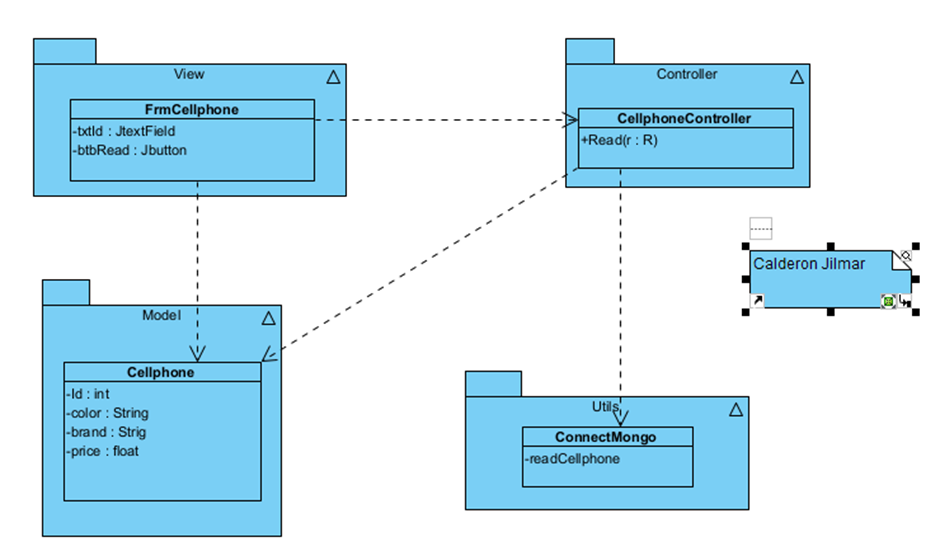 View
FrmCellphone
-txtId : JtextField
-btbRead : Jbutton
Controller
CellphoneController
+Read(r : R)
Calderon Jilmar
Model
Cellphone
-Id : int
-color : String
-brand : Strig
-price : float
Utils
ConnectMongo
-readCellphone